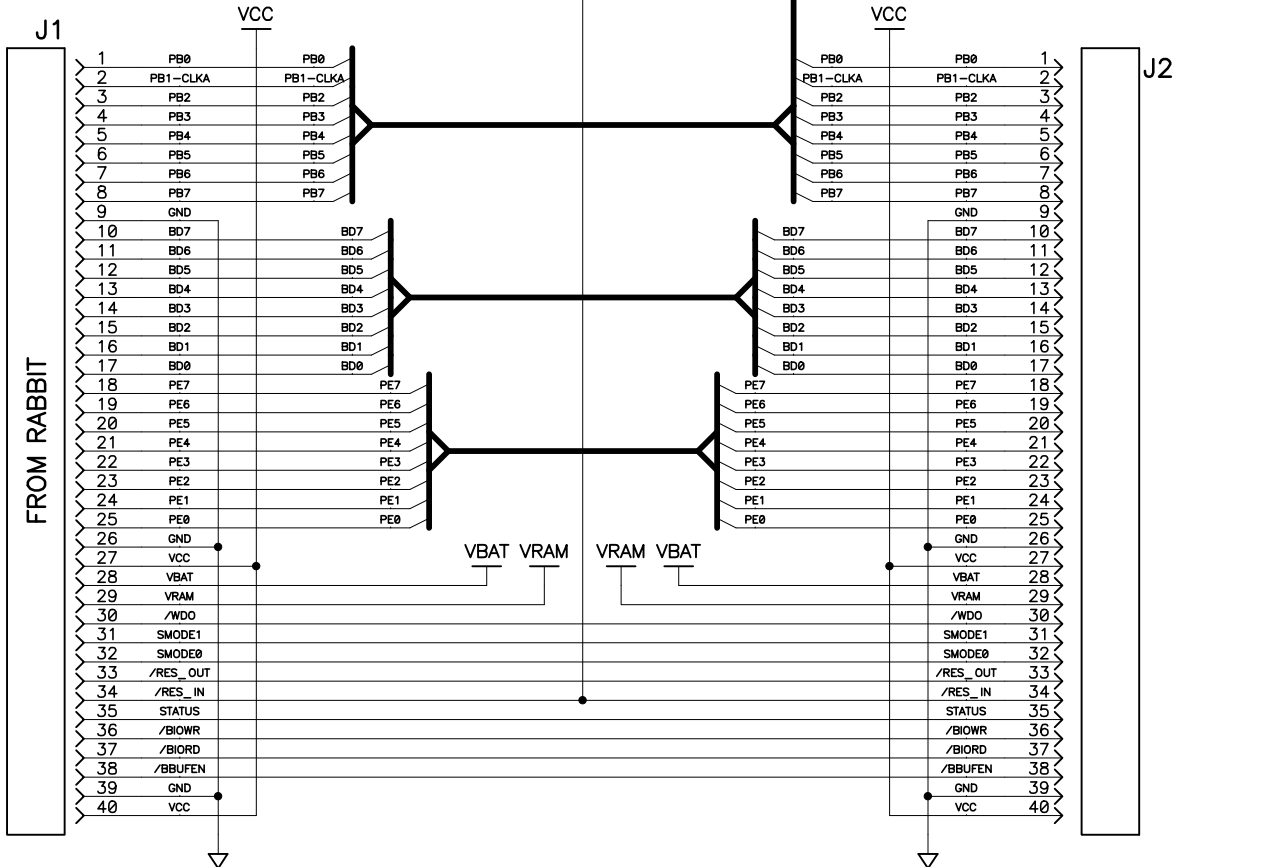 VCC VCC
J1 J2
1 PB0 PB0 PB0 PB0 1
2 PB1-CLKA PB1-CLKA PB1-CLKA PB1-CLKA 2
3 PB2 PB2 PB2 PB2 3
4 PB3 PB3 PB3 PB3 4
5 PB4 PB4 PB4 PB4 5
6 PB5 PB5 PB5 PB5 6
7 PB6 PB6 PB6 PB6 7
8 PB7 PB7 PB7 PB7 8
9 GND GND 9
10 BD7 BD7 BD7 BD7 10
11 BD6 BD6 BD6 BD6 11
12 BD5 BD5 BD5 BD5 12
13 BD4 BD4 BD4 BD4 13
14 BD3 BD3 BD3 BD3 14
15 BD2 BD2 BD2 BD2 15
16 BD1 BD1 BD1 BD1 16
17 BD0 BD0 BD0 BD0 17
18 PE7 PE7 PE7 PE7 18
19 PE6 PE6 PE6 PE6 19
20 PE5 PE5 PE5 PE5 20
21 PE4 PE4 PE4 PE4 21
22 PE3 PE3 PE3 PE3 22
23 PE2 PE2 PE2 PE2 23
24 PE1 PE1 PE1 PE1 24
25 PE0 PE0 PE0 PE0 25
26 GND GND 26
VBAT VRAM VRAM VBAT
27 VCC VCC 27
28 VBAT VBAT 28
29 VRAM VRAM 29
30 /WDO /WDO 30
31 SMODE1 SMODE1 31
32 SMODE0 SMODE0 32
33 /RES_OUT /RES_OUT 33
34 /RES_IN /RES_IN 34
35 STATUS STATUS 35
36 /BIOWR /BIOWR 36
37 /BIORD /BIORD 37
38 /BBUFEN /BBUFEN 38
39 GND GND 39
40 VCC VCC 40
FROM RABBIT